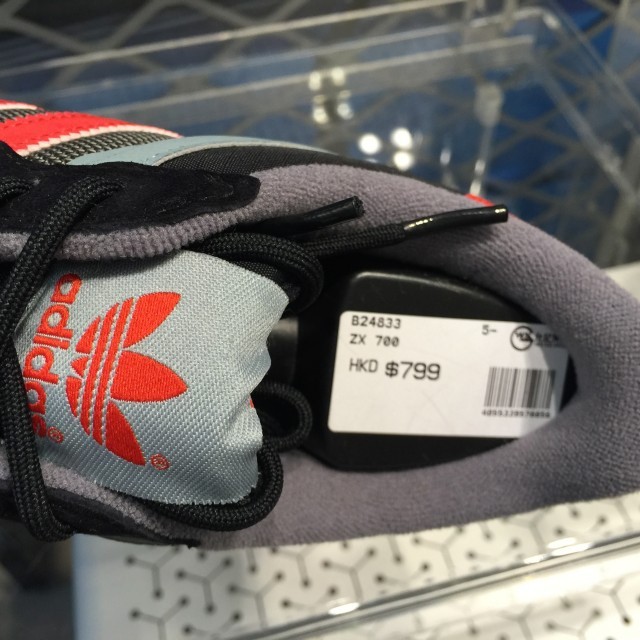 adidas
®
®
B24833
5-
ZX 700
HKD $799